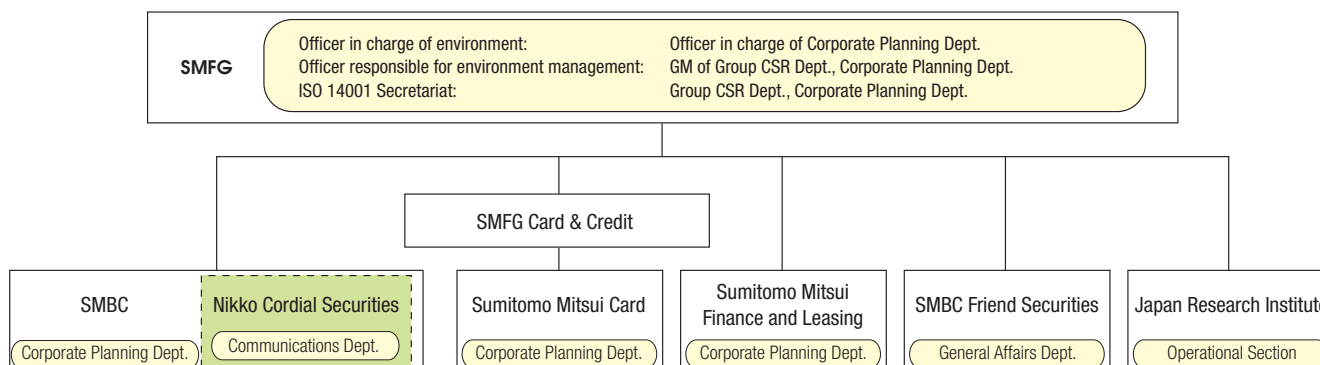 SMFG
Officer in charge of environment: Officer in charge of Corporate Planning Dept.
Officer responsible for environment management: GM of Group CSR Dept., Corporate Planning Dept.
ISO 14001 Secretariat: Group CSR Dept., Corporate Planning Dept.
SMFG Card & Credit
SMBC
Corporate Planning Dept.
Nikko Cordial Securities
Communications Dept.
Sumitomo Mitsui Card
Corporate Planning Dept.
Sumitomo Mitsui
Finance and Leasing
Corporate Planning Dept.
SMBC Friend Securities
General Affairs Dept.
Japan Research Institute
Operational Section